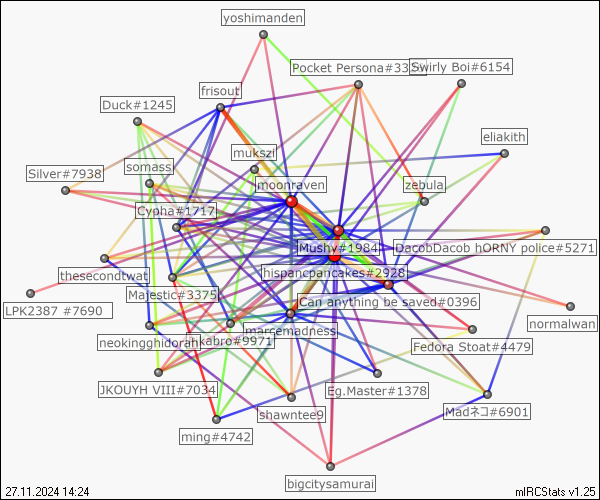 yoshimanden
Pocket Persona#33
Swirly Boi#6154
frisout
Duck#1245
eliakith
mukszi
somass
Silver#7938
moonraven
zebula
Cypha#1717
Mushy#1984
DacobDacob hORNY police#5271
hispancpancakes#2928
thesecondtwat
Majestic#3375
Can anything be saved#0396
LPK2387 #7690
normalwan
marcemadness
neokingghidorah
kabro#9971
Fedora Stoat#4479
JKOUYH VIII#7034
Eg.Master#1378
shawntee9
Madネコ#6901
ming#4742
bigcitysamurai
27.11.2024 14:24
mIRCStats v1.25